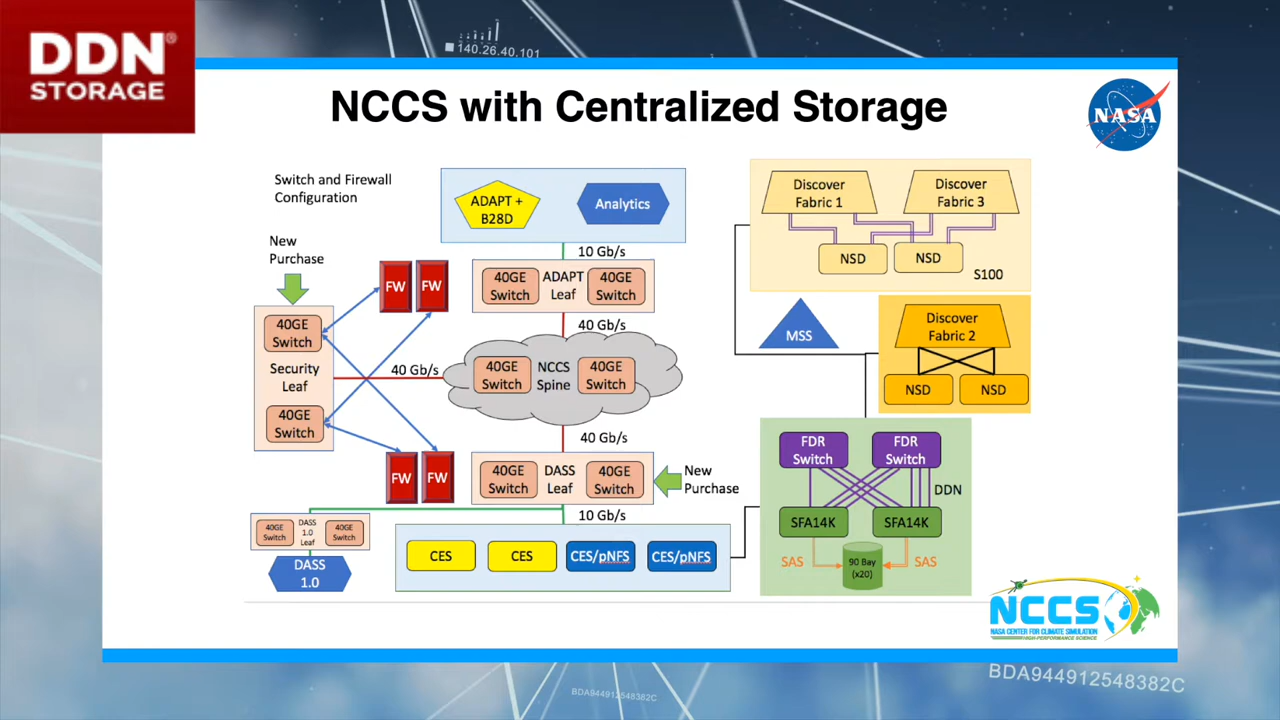 140.26.40.101
DDN®
STORAGE
NCCS with Centralized Storage
NASA
Switch and Firewall
Configuration
ADAPT +
B28D
Analytics
10 Gb/s
New
Purchase
FW
FW
40GE
Switch
ADAPT
Leaf
40GE
Switch
40 Gb/s
40GE
Switch
Security
Leaf
40GE
Switch
40 Gb/s
40GE
Switch
NCCS
Spine
40GE
Switch
40 Gb/s
FW
FW
40GE
Switch
DASS
Leaf
40GE
Switch
New
Purchase
10 Gb/s
40GE
Switch
DASS
1.0
Leaf
40GE
Switch
DASS
1.0
CES
CES
CES/pNFS
CES/pNFS
Discover
Fabric 1
Discover
Fabric 3
NSD
NSD
S100
MSS
Discover
Fabric 2
NSD
NSD
FDR
Switch
FDR
Switch
DDN
SFA14K
SFA14K
SAS
90 Bay
(x20)
SAS
NCCS
NASA CENTER FOR CLIMATE SIMULATION
HIGH-PERFORMANCE SCIENCE
BDA944912548382C
BDA944912548382C